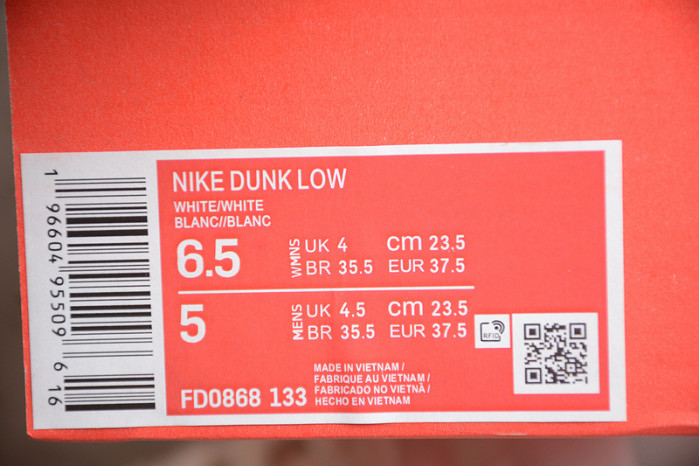 1 96604 95509 6 16
NIKE DUNK LOW
WHITE/WHITE
BLANC//BLANC
6.5 WMNS UK 4 cm 23.5
BR 35.5 EUR 37.5
5 MENS UK 4.5 cm 23.5
BR 35.5 EUR 37.5
RFID
FD0868 133
MADE IN VIETNAM /
FABRIQUE AU VIETNAM /
FABRICADO NO VIETNÃ /
HECHO EN VIETNAM